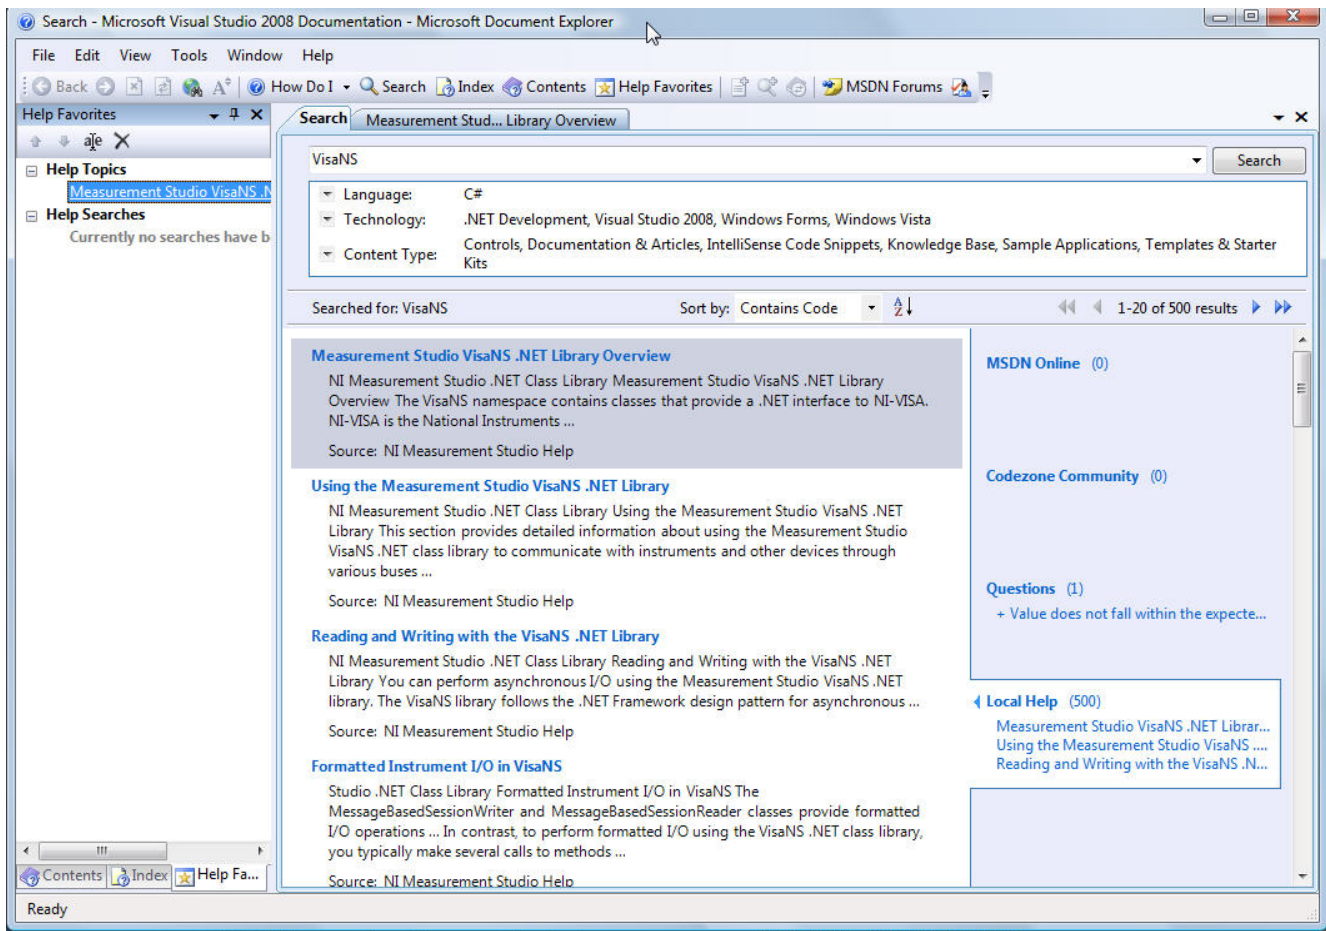 Search - Microsoft Visual Studio 2008 Documentation - Microsoft Document Explorer
File Edit View Tools Window Help
Back How Do I Search Index Contents Help Favorites MSDN Forums
Help Favorites
Search Measurement Stud... Library Overview
Help Topics
Measurement Studio VisaNS .N
Help Searches
Currently no searches have b
VisaNS Search
Language: C#
Technology: .NET Development, Visual Studio 2008, Windows Forms, Windows Vista
Content Type: Controls, Documentation & Articles, IntelliSense Code Snippets, Knowledge Base, Sample Applications, Templates & Starter
Kits
Searched for: VisaNS Sort by: Contains Code 1-20 of 500 results
Measurement Studio VisaNS .NET Library Overview
NI Measurement Studio .NET Class Library Measurement Studio VisaNS .NET Library
Overview The VisaNS namespace contains classes that provide a .NET interface to NI-VISA.
NI-VISA is the National Instruments ...
Source: NI Measurement Studio Help
Using the Measurement Studio VisaNS .NET Library
NI Measurement Studio .NET Class Library Using the Measurement Studio VisaNS .NET
Library This section provides detailed information about using the Measurement Studio
VisaNS .NET class library to communicate with instruments and other devices through
various buses ...
Source: NI Measurement Studio Help
Reading and Writing with the VisaNS .NET Library
NI Measurement Studio .NET Class Library Reading and Writing with the VisaNS .NET
Library You can perform asynchronous I/O using the Measurement Studio VisaNS .NET
library. The VisaNS library follows the .NET Framework design pattern for asynchronous ...
Source: NI Measurement Studio Help
Formatted Instrument I/O in VisaNS
Studio .NET Class Library Formatted Instrument I/O in VisaNS The
MessageBasedSessionWriter and MessageBasedSessionReader classes provide formatted
I/O operations ... In contrast, to perform formatted I/O using the VisaNS .NET class library,
you typically make several calls to methods ...
Source: NI Measurement Studio Help
MSDN Online (0)
Codezone Community (0)
Questions (1)
+ Value does not fall within the expecte...
Local Help (500)
Measurement Studio VisaNS .NET Librar...
Using the Measurement Studio VisaNS ....
Reading and Writing with the VisaNS .N...
Contents Index Help Fa...
Ready